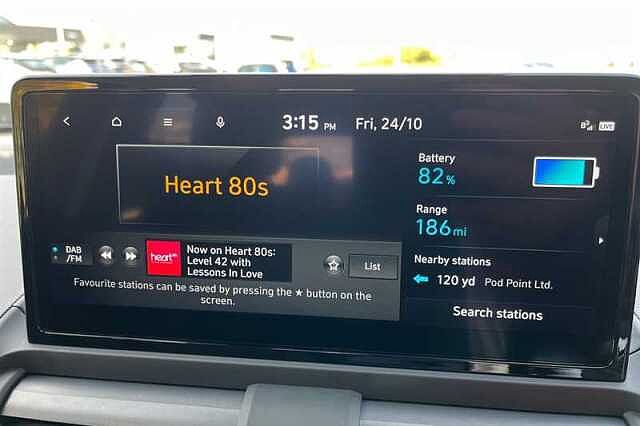 3:15 PM Fri, 24/10
LIVE
Heart 80s
DAB
/FM
heart
Now on Heart 80s:
Level 42 with
Lessons In Love
List
Favourite stations can be saved by pressing the ★ button on the
screen.
Battery
82%
Range
186 mi
Nearby stations
120 yd Pod Point Ltd.
Search stations